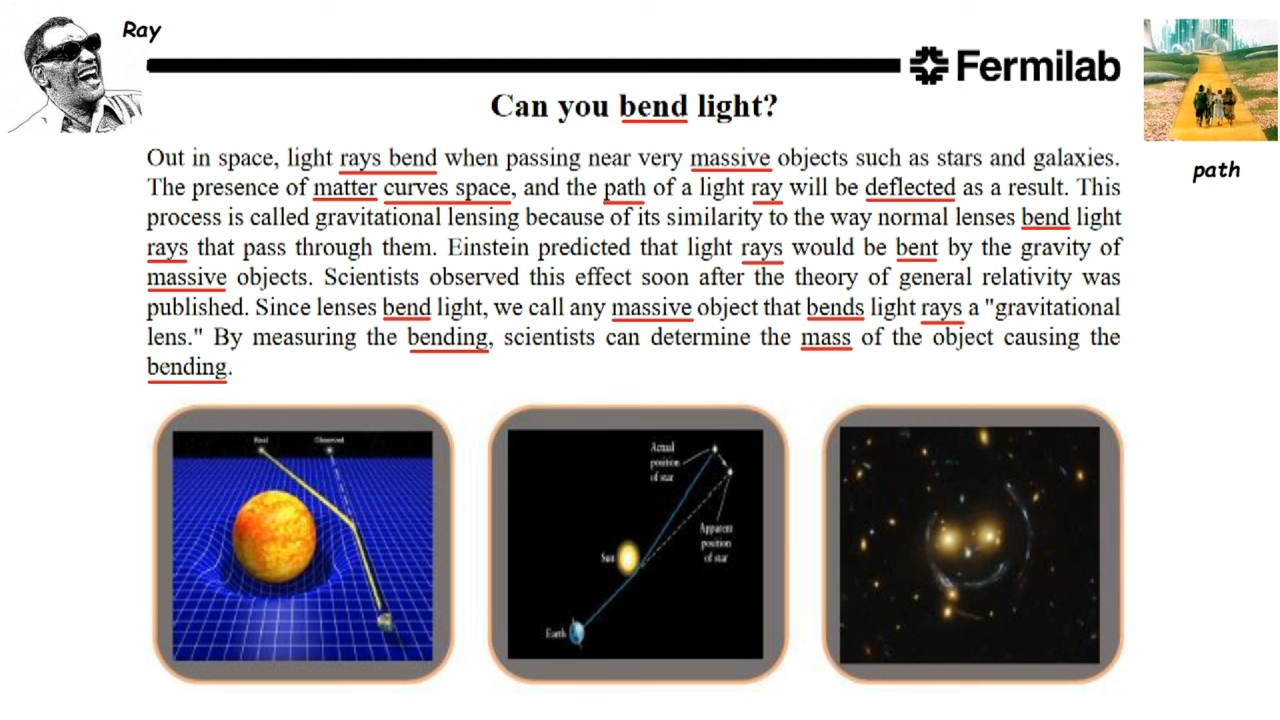 Ray
Fermilab
path
Can you bend light?
Out in space, light rays bend when passing near very massive objects such as stars and galaxies.
The presence of matter curves space, and the path of a light ray will be deflected as a result. This
process is called gravitational lensing because of its similarity to the way normal lenses bend light
rays that pass through them. Einstein predicted that light rays would be bent by the gravity of
massive objects. Scientists observed this effect soon after the theory of general relativity was
published. Since lenses bend light, we call any massive object that bends light rays a "gravitational
lens." By measuring the bending, scientists can determine the mass of the object causing the
bending.
Real
Observed
Actual
position
of star
Apparent
position
of star
Sun
Earth